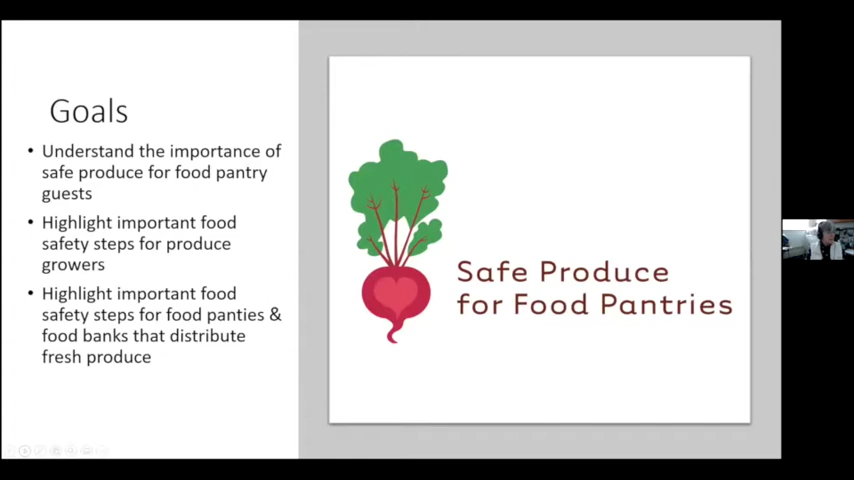 Goals
• Understand the importance of
safe produce for food pantry
guests
• Highlight important food
safety steps for produce
growers
• Highlight important food
safety steps for food panties &
food banks that distribute
fresh produce
Safe Produce
for Food Pantries